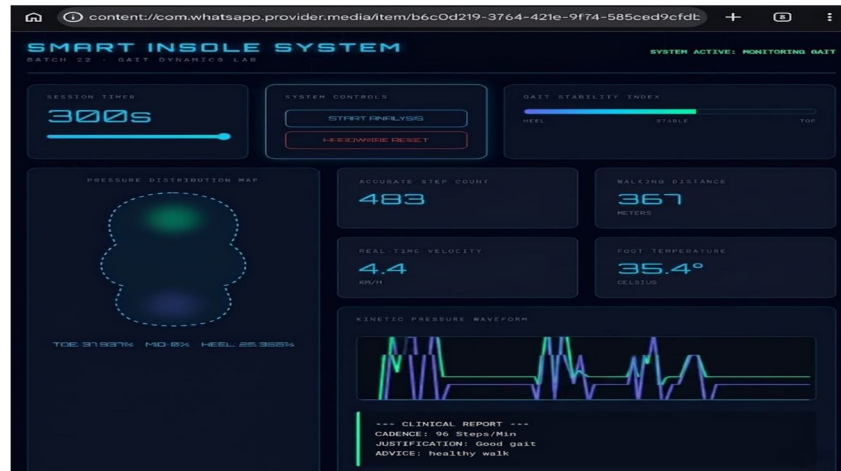 content://com.whatsapp.provider.media/item/b6c0d219-3764-421e-9f74-585ced9cfdb
8
SMART INSOLE SYSTEM
BATCH 22 - GAIT DYNAMICS LAB
SYSTEM ACTIVE: MONITORING GAIT
SESSION TIMER
300s
SYSTEM CONTROLS
START ANALYSIS
HARDWARE RESET
GAIT STABILITY INDEX
HEEL STABLE TOE
PRESSURE DISTRIBUTION MAP
TOE: 37.937% MID: 0% HEEL: 25.365%
ACCURATE STEP COUNT
483
WALKING DISTANCE
367
METERS
REAL-TIME VELOCITY
4.4
KM/H
FOOT TEMPERATURE
35.4°
CELSIUS
KINETIC PRESSURE WAVEFORM
--- CLINICAL REPORT ---
CADENCE: 96 Steps/Min
JUSTIFICATION: Good gait
ADVICE: healthy walk